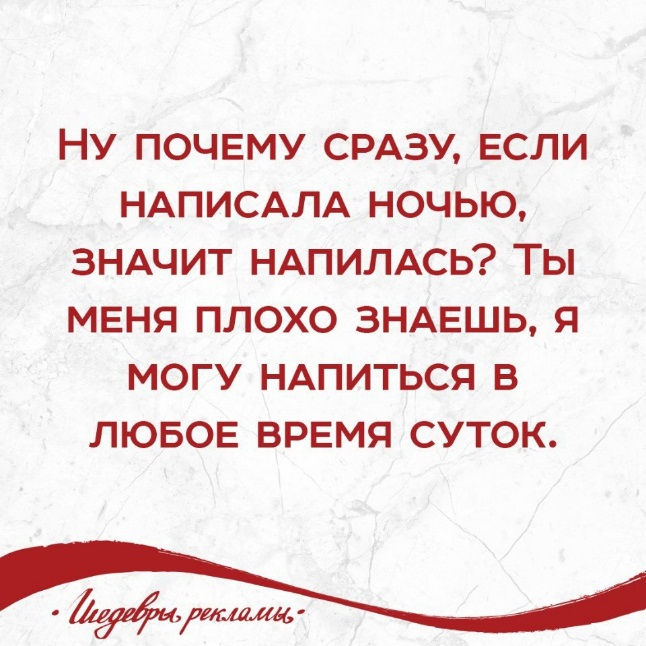 Ну почему сразу, если
написала ночью,
значит напилась? Ты
меня плохо знаешь, я
могу напиться в
любое время суток.
· Шедевры рекламы ·